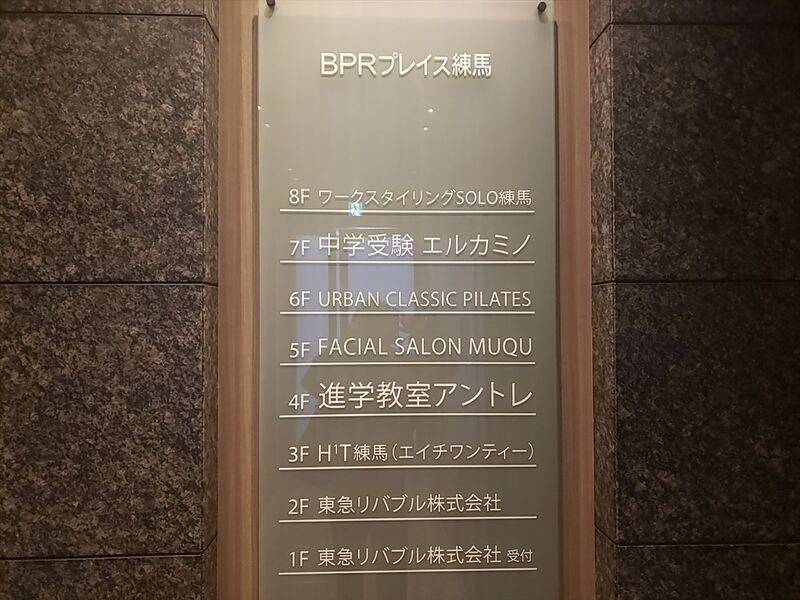 BPRプレイス練馬
8F ワークスタイリングSOLO練馬
7F 中学受験 エルカミノ
6F URBAN CLASSIC PILATES
5F FACIAL SALON MUQU
4F 進学教室アントレ
3F H¹T練馬(エイチワンティー)
2F 東急リバブル株式会社
1F 東急リバブル株式会社 受付